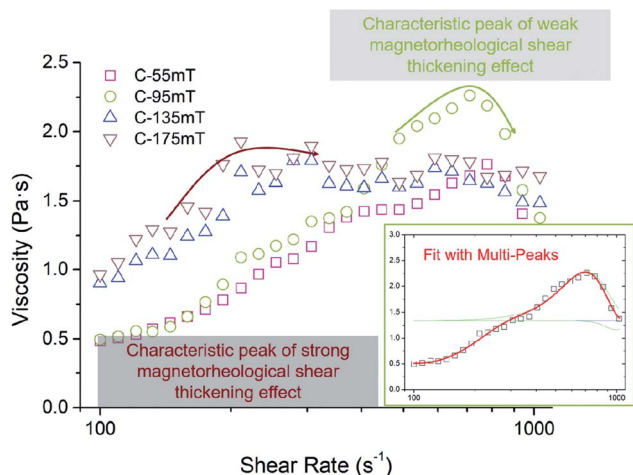 Characteristic peak of weak
magnetorheological shear
thickening effect
2.5
2.0
1.5
1.0
0.5
0.0
Viscosity (Pa·s)
C-55mT
C-95mT
C-135mT
C-175mT
Characteristic peak of strong
magnetorheological shear
thickening effect
Fit with Multi-Peaks
3.0
2.5
2.0
1.5
1.0
0.5
0.0
100
1000
100
1000
Shear Rate (s⁻¹)